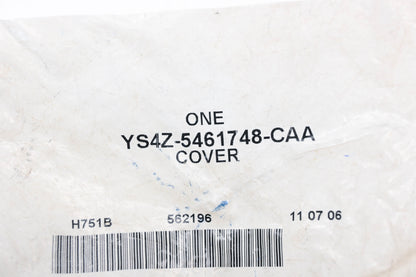 ONE
YS4Z-5461748-CAA
COVER
H751B 562196 11 07 06